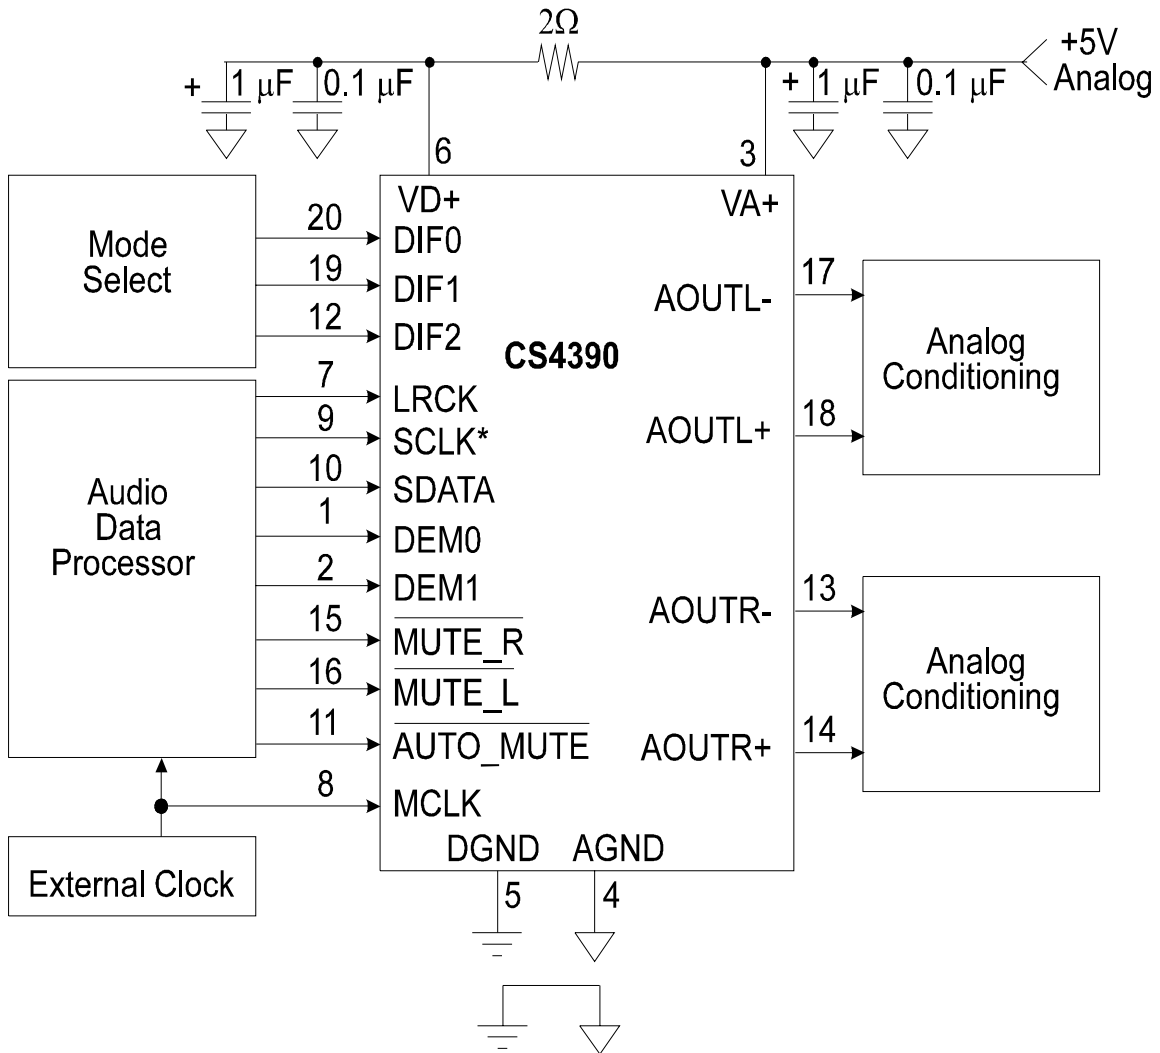 2Ω
+5V
Analog
+ 1 μF
0.1 μF
+ 1 μF
0.1 μF
6
3
VD+
VA+
Mode
Select
20
DIF0
19
DIF1
12
DIF2
CS4390
17
AOUTL-
18
AOUTL+
Analog
Conditioning
Audio
Data
Processor
7
LRCK
9
SCLK*
10
SDATA
1
DEM0
2
DEM1
15
MUTE_R
16
MUTE_L
11
AUTO_MUTE
8
MCLK
13
AOUTR-
14
AOUTR+
Analog
Conditioning
External Clock
DGND
AGND
5
4